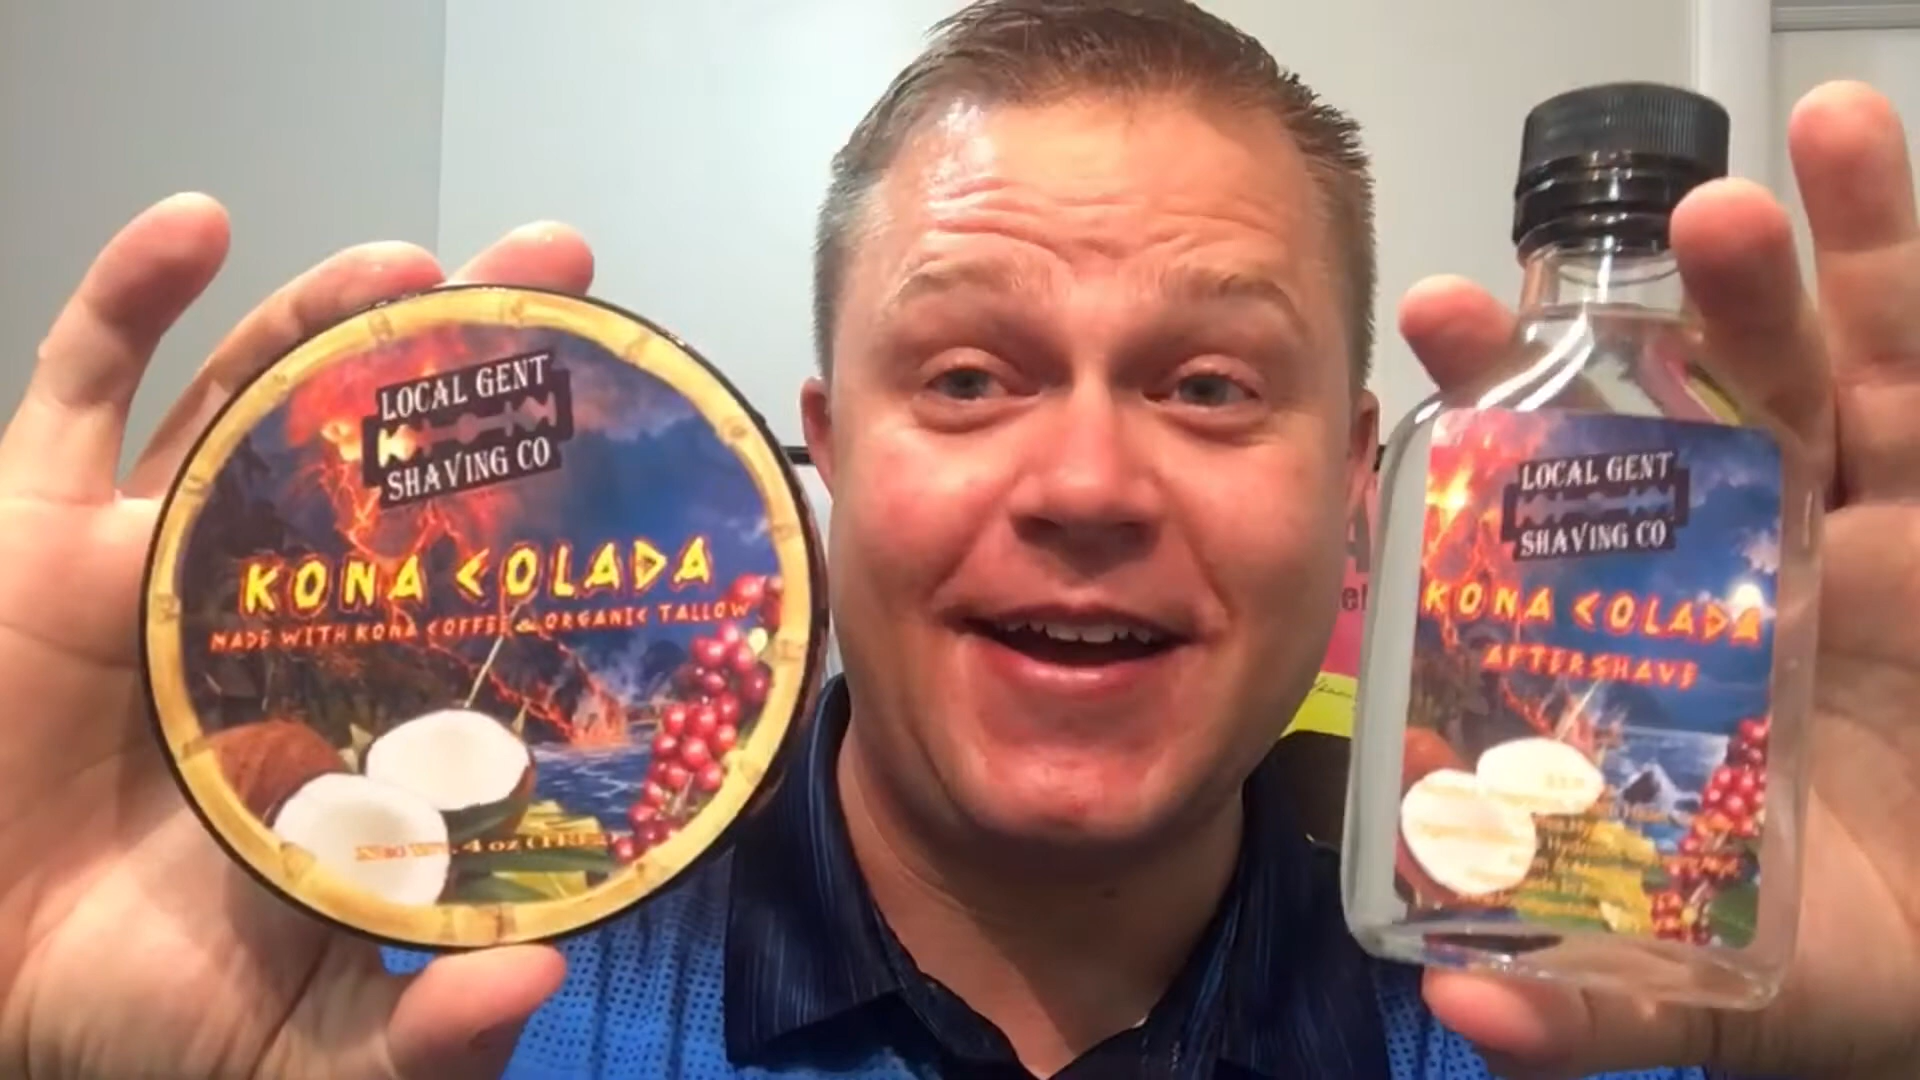 LOCAL GENT
SHAVING CO
KONA COLADA
MADE WITH KONA COFFEE & ORGANIC TALLOW
4 oz
LOCAL GENT
SHAVING CO
KONA COLADA
AFTERSHAVE